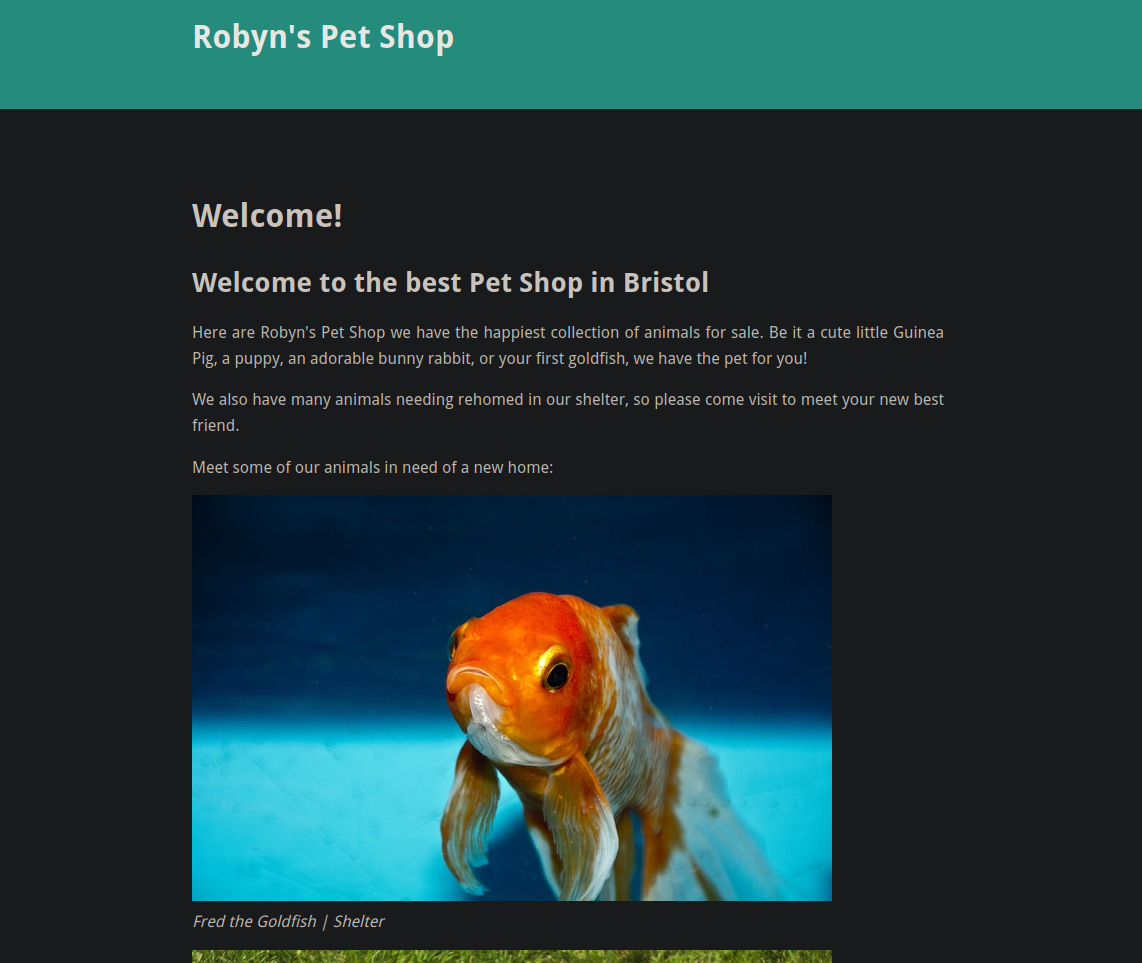 Robyn's Pet Shop
Welcome!
Welcome to the best Pet Shop in Bristol
Here are Robyn's Pet Shop we have the happiest collection of animals for sale. Be it a cute little Guinea
Pig, a puppy, an adorable bunny rabbit, or your first goldfish, we have the pet for you!
We also have many animals needing rehomed in our shelter, so please come visit to meet your new best
friend.
Meet some of our animals in need of a new home:
Fred the Goldfish | Shelter